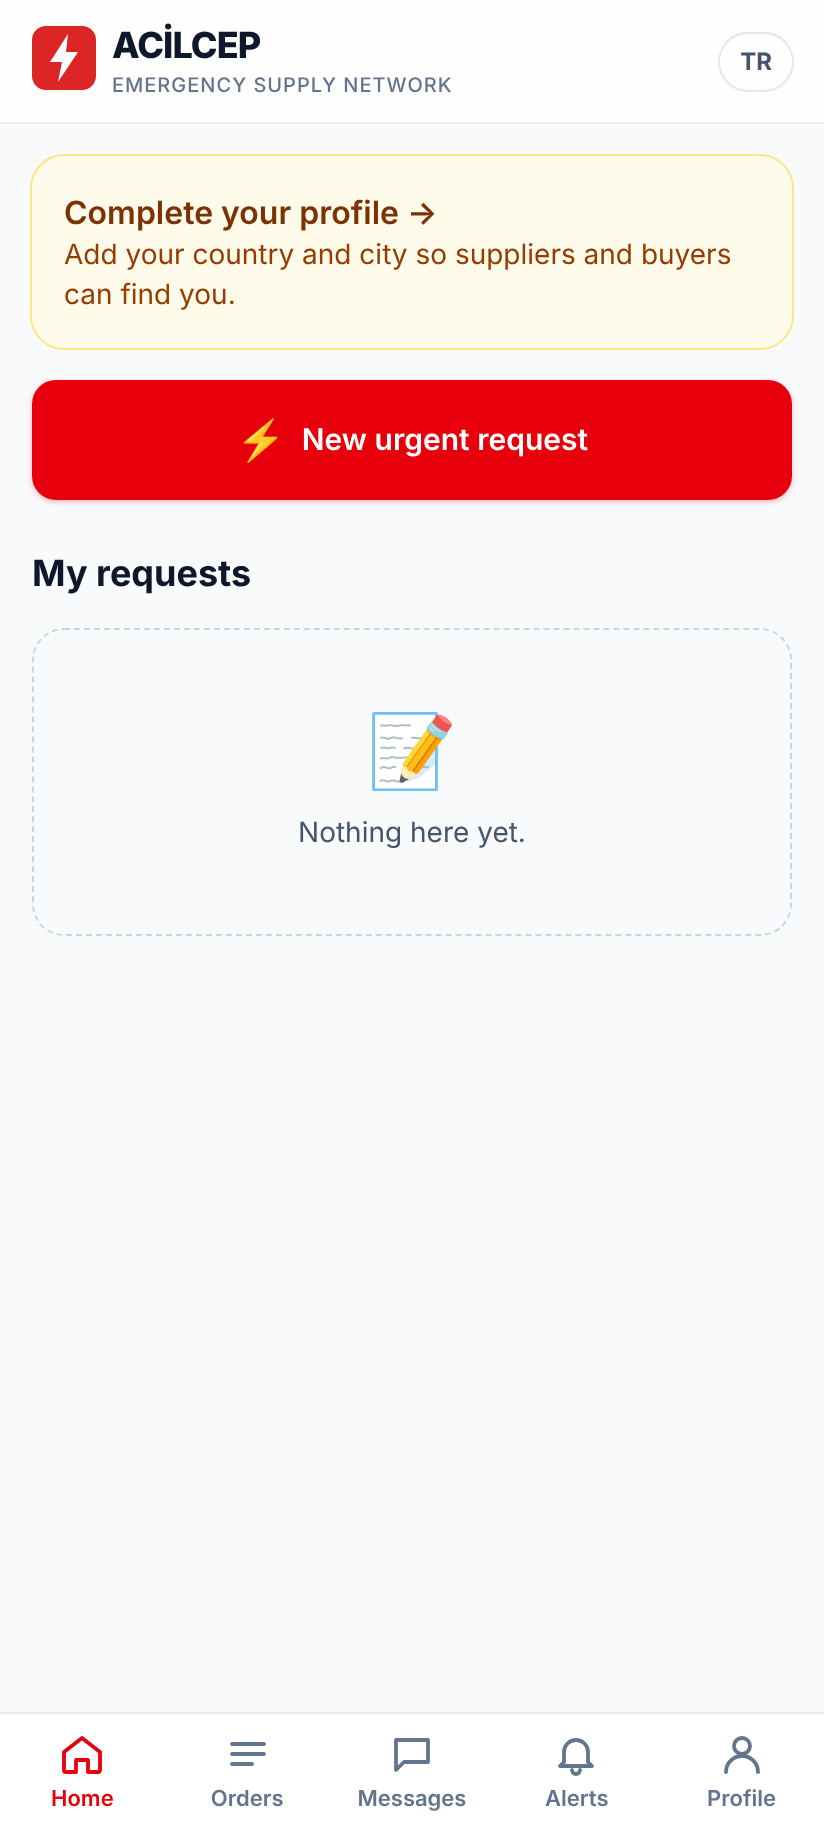 ACİLCEP
EMERGENCY SUPPLY NETWORK
TR
Complete your profile →
Add your country and city so suppliers and buyers
can find you.
⚡ New urgent request
My requests
Nothing here yet.
Home
Orders
Messages
Alerts
Profile